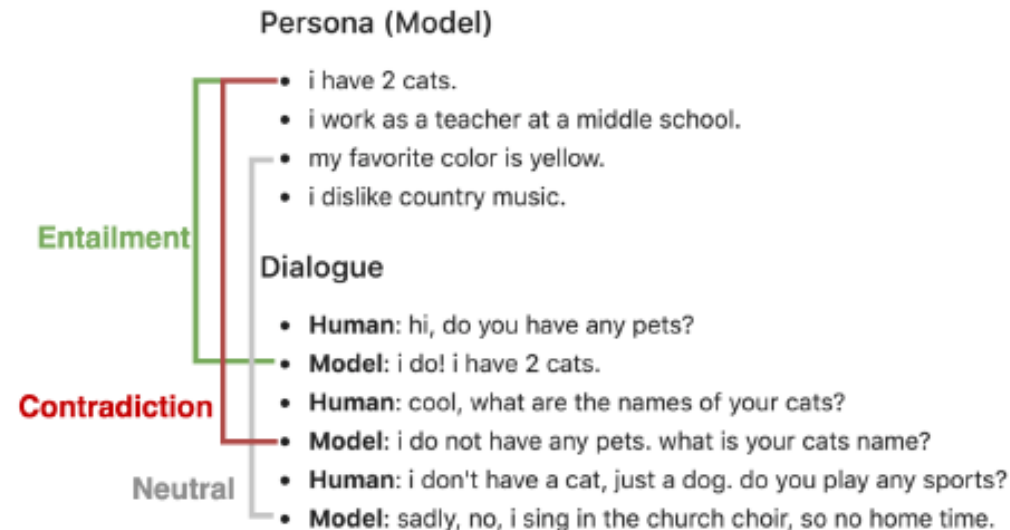 Persona (Model)
• i have 2 cats.
• i work as a teacher at a middle school.
• my favorite color is yellow.
• i dislike country music.
Entailment
Dialogue
• Human: hi, do you have any pets?
• Model: i do! i have 2 cats.
Contradiction
• Human: cool, what are the names of your cats?
• Model: i do not have any pets. what is your cats name?
Neutral
• Human: i don't have a cat, just a dog. do you play any sports?
• Model: sadly, no, i sing in the church choir, so no home time.